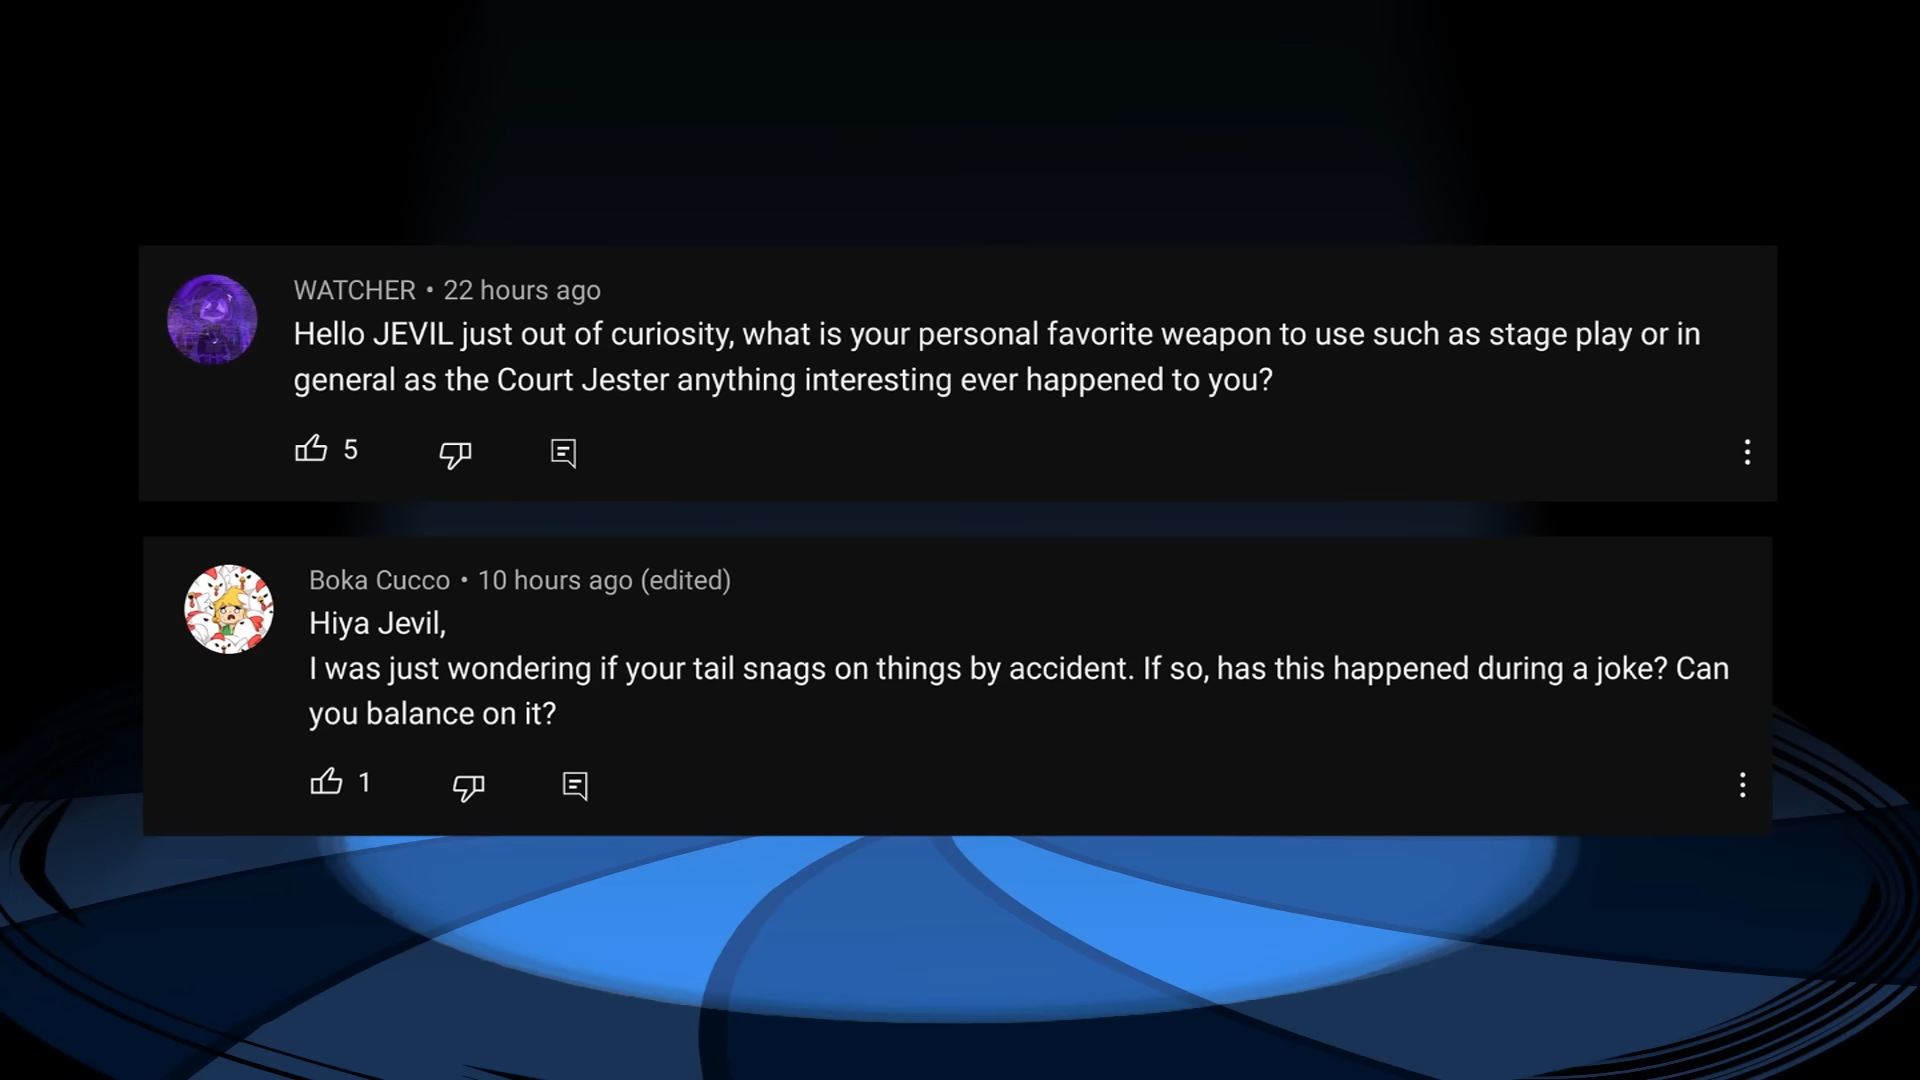 WATCHER • 22 hours ago
Hello JEVIL just out of curiosity, what is your personal favorite weapon to use such as stage play or in
general as the Court Jester anything interesting ever happened to you?
5
Boka Cucco • 10 hours ago (edited)
Hiya Jevil,
I was just wondering if your tail snags on things by accident. If so, has this happened during a joke? Can
you balance on it?
1